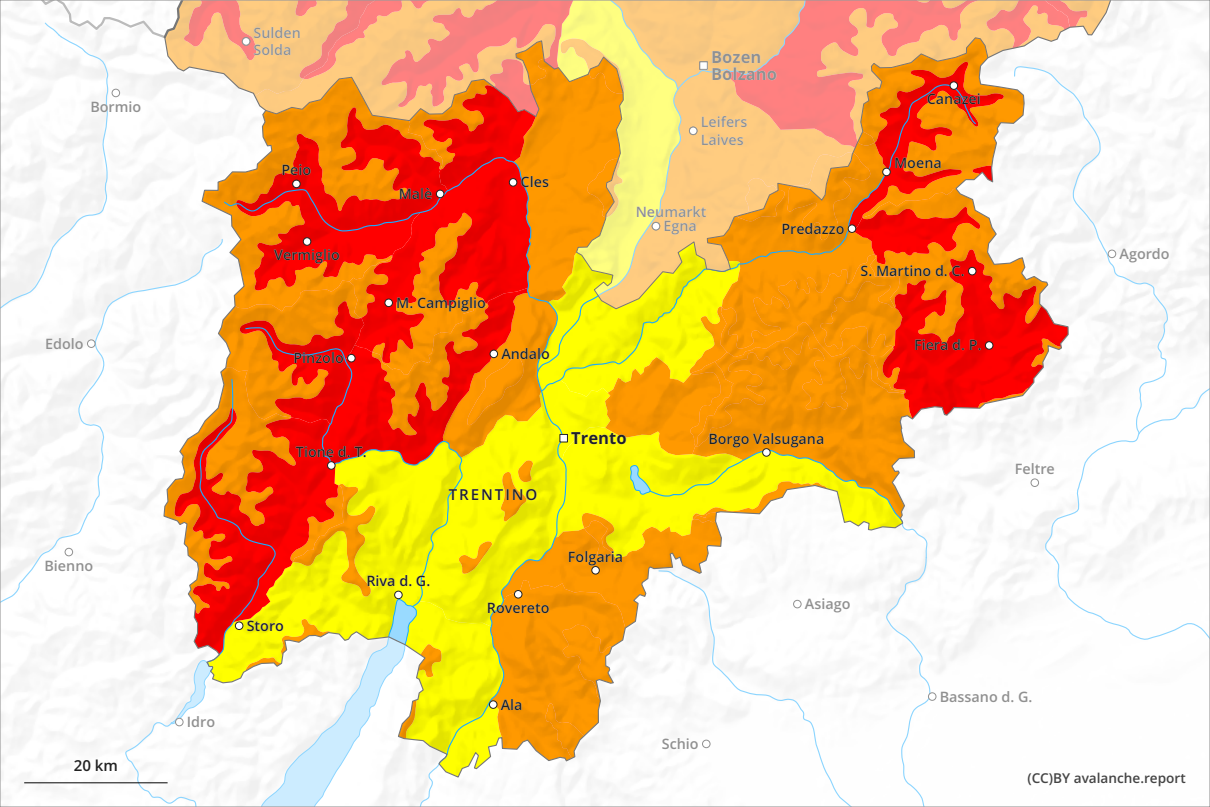 Sulden
Solda
Bozen
Bolzano
Bormio
Canazei
Leifers
Laives
Moena
Pejo
Malè
Cles
Neumarkt
Egna
Predazzo
Vermiglio
Agordo
S. Martino d. C.
M. Campiglio
Edolo
Pinzolo
Andalo
Fiera d. P.
Trento
Borgo Valsugana
Tione d. T.
Feltre
TRENTINO
Bienno
Folgaria
Riva d. G.
Rovereto
Asiago
Storo
Bassano d. G.
Ala
Idro
Schio
20 km
(CC)BY avalanche.report